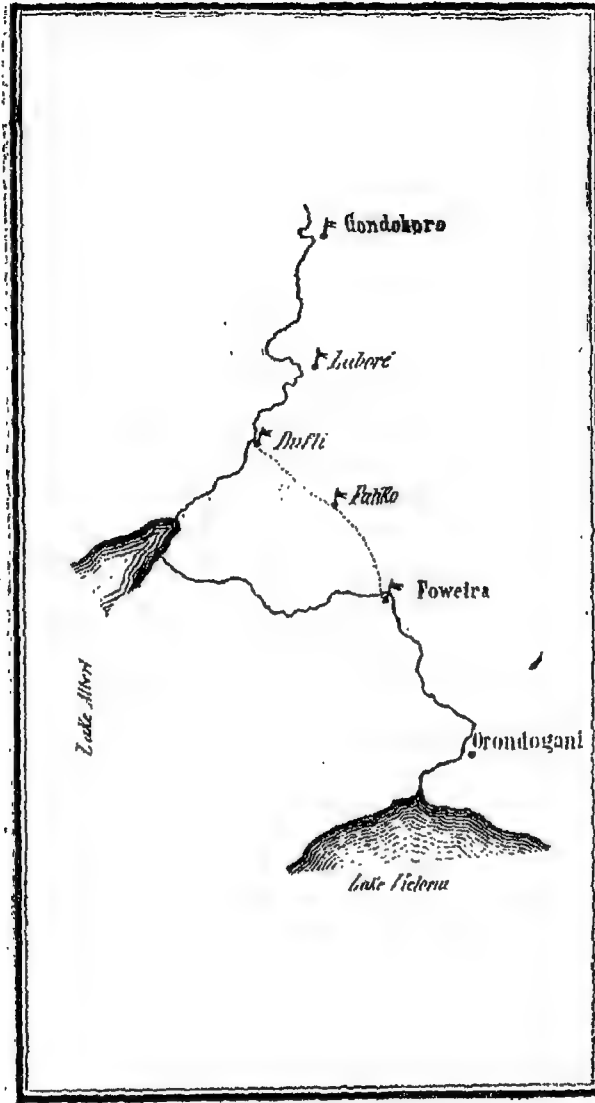 Gondokoro
Laboré
Dufli
Fatiko
Foweira
Lake Albert
Orondogani
Lake Victoria